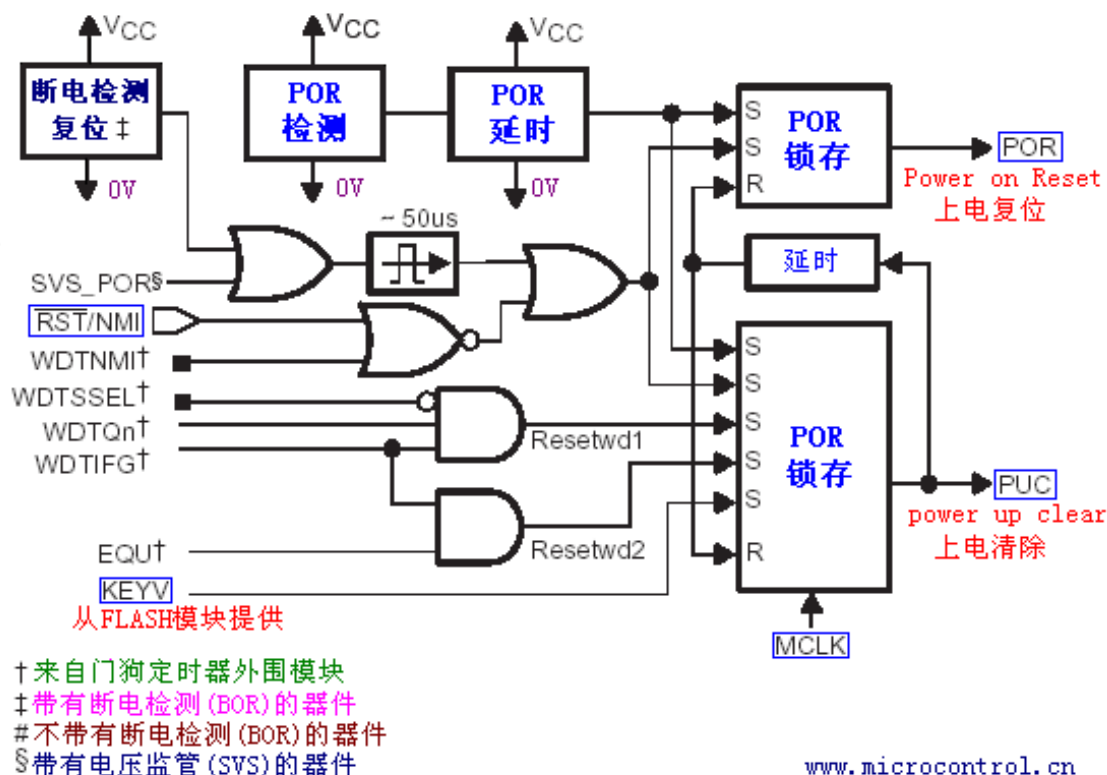 VCC
VCC
VCC
断电检测
复位‡
POR
检测
POR
延时
S
S
R
POR
锁存
POR
Power on Reset
上电复位
0V
0V
0V
~50us
延时
SVS_POR§
RST/NMI
WDTNMI†
WDTSSEL†
WDTQn†
WDTIFG†
Resetwd1
EQU†
Resetwd2
KEYV
从FLASH模块提供
S
S
S
S
S
R
POR
锁存
PUC
power up clear
上电清除
MCLK
†来自门狗定时器外围模块
‡带有断电检测(BOR)的器件
#不带有断电检测(BOR)的器件
§带有电压监管(SVS)的器件
www.microcontrol.cn